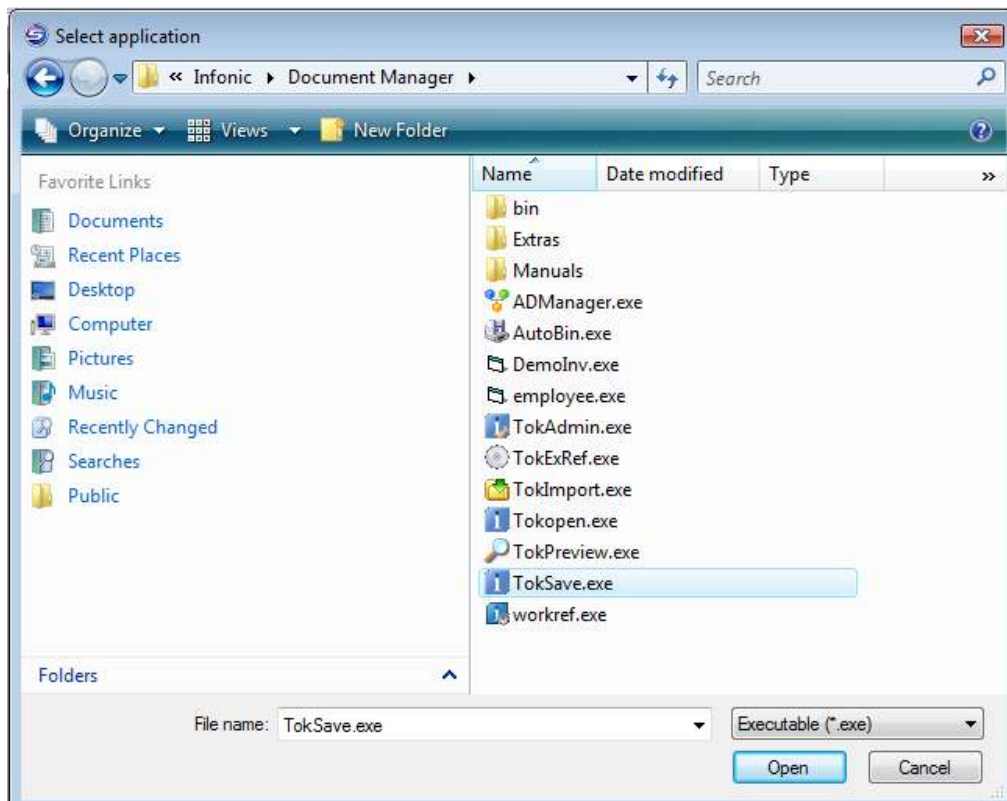 Select application
« Infonic ▸ Document Manager ▸ Search
Organize Views New Folder
Favorite Links
Documents
Recent Places
Desktop
Computer
Pictures
Music
Recently Changed
Searches
Public
Folders
Name Date modified Type »
bin
Extras
Manuals
ADManager.exe
AutoBin.exe
DemoInv.exe
employee.exe
TokAdmin.exe
TokExRef.exe
TokImport.exe
Tokopen.exe
TokPreview.exe
TokSave.exe
workref.exe
File name: TokSave.exe Executable (*.exe)
Open Cancel